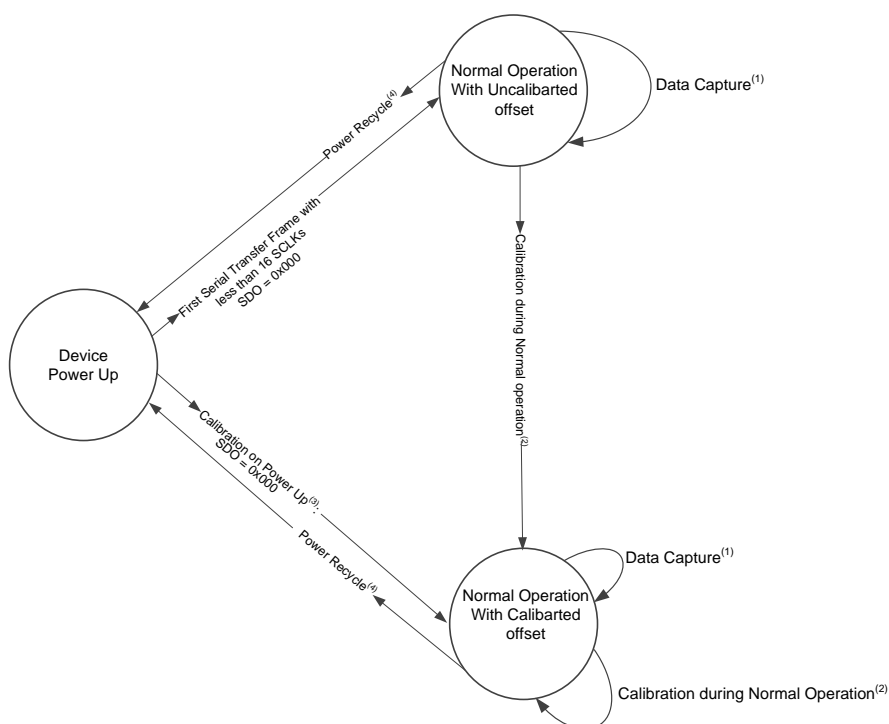 Normal Operation
With Uncalibarted
offset
Data Capture(1)
Power Recycle(4)
First Serial Transfer Frame with
less than 16 SCLKs
SDO = 0x000
Calibration during Normal operation(2)
Device
Power Up
Calibration on Power Up(3):
SDO = 0x000
Power Recycle(4)
Normal Operation
With Calibarted
offset
Data Capture(1)
Calibration during Normal Operation(2)